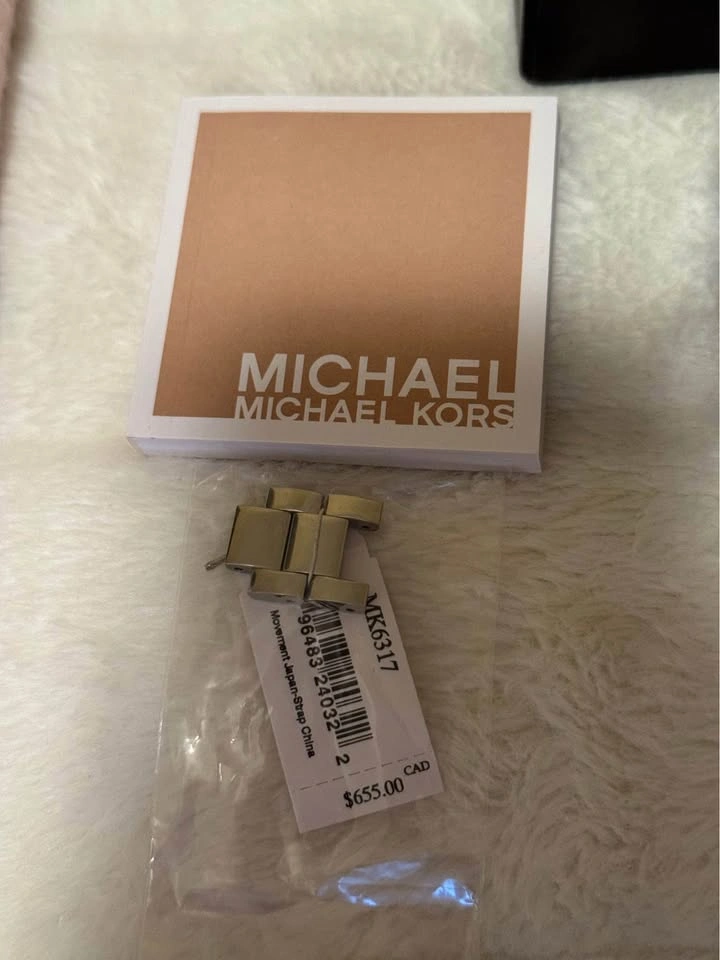 MICHAEL
MICHAEL KORS
MK6317
96483 24032 2
Movement Japan-Strap China
$655.00 CAD